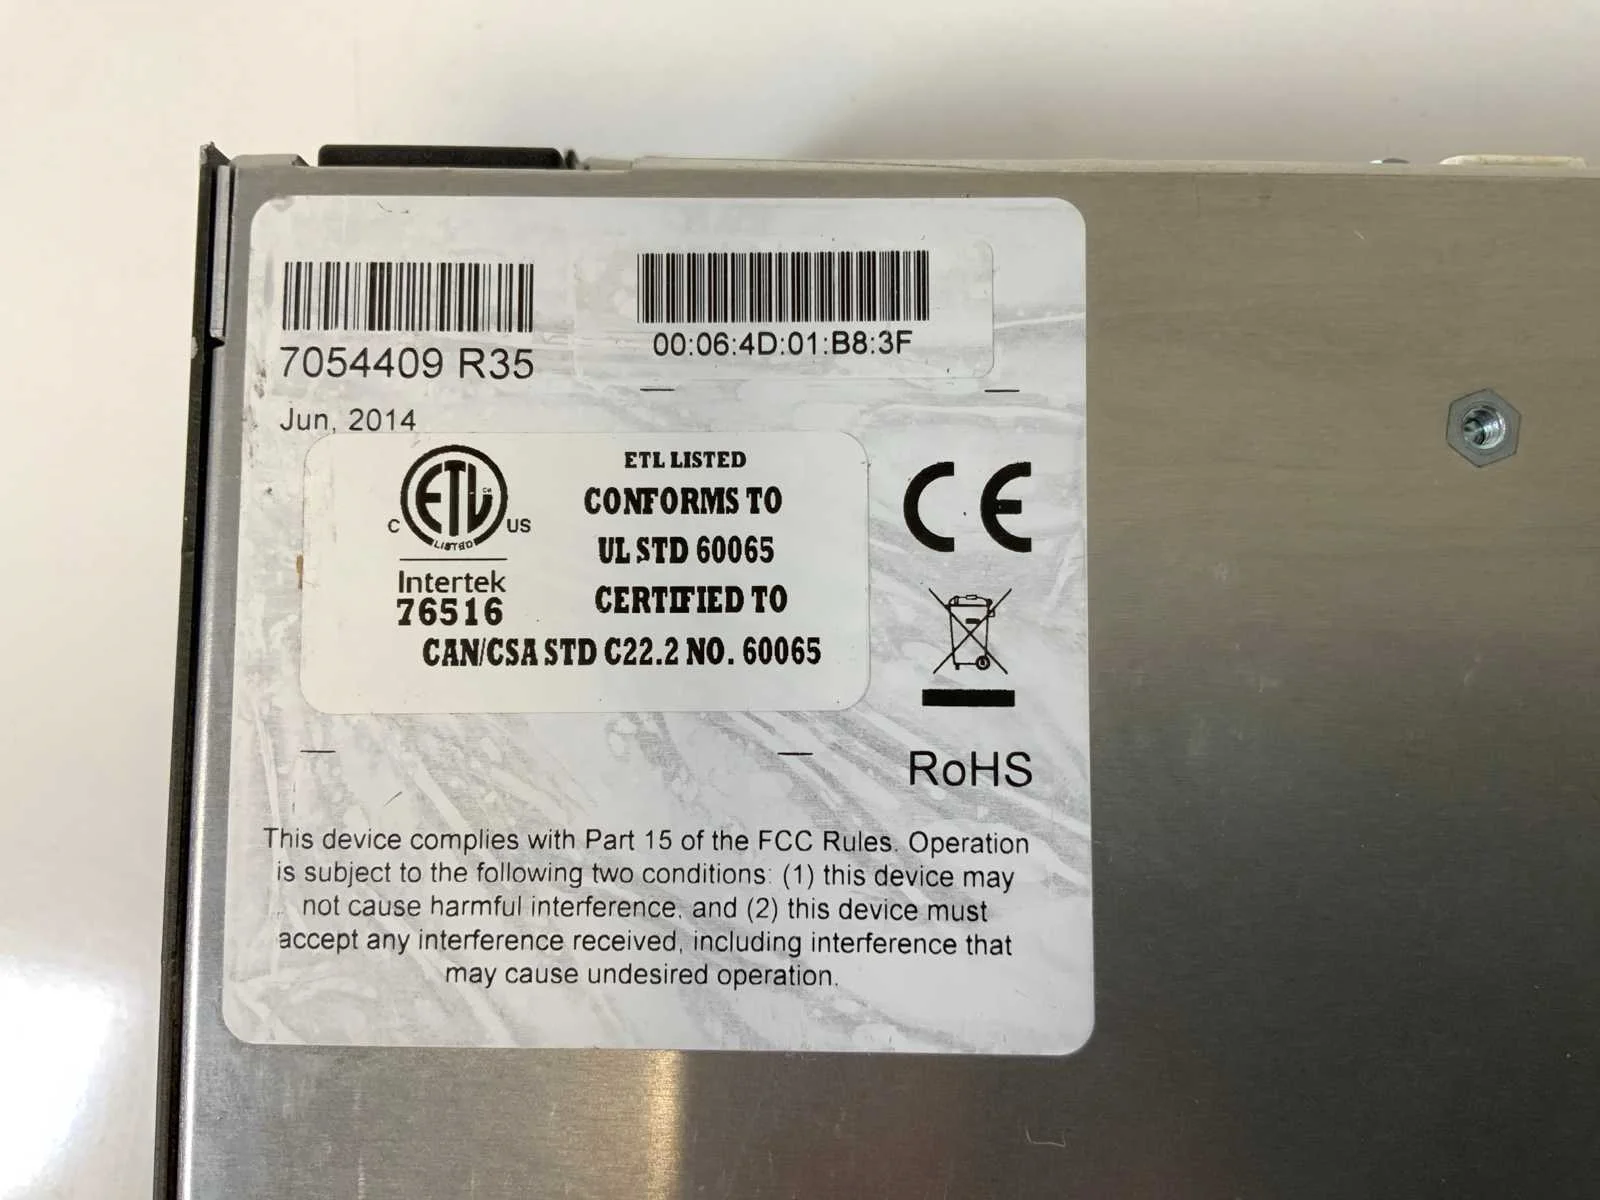 7054409 R35
00:06:4D:01:B8:3F
Jun, 2014
ETL CM
C US
LISTED
Intertek
76516
ETL LISTED
CONFORMS TO
UL STD 60065
CERTIFIED TO
CAN/CSA STD C22.2 NO. 60065
CE
RoHS
This device complies with Part 15 of the FCC Rules. Operation
is subject to the following two conditions: (1) this device may
not cause harmful interference, and (2) this device must
accept any interference received, including interference that
may cause undesired operation.